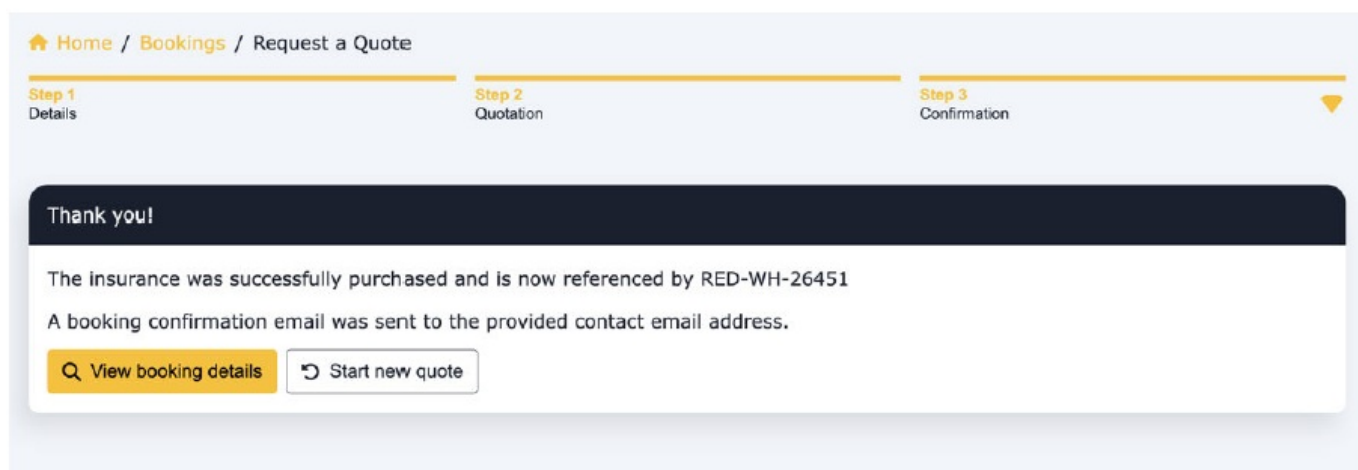 Home / Bookings / Request a Quote
Step 1
Details
Step 2
Quotation
Step 3
Confirmation
Thank you!
The insurance was successfully purchased and is now referenced by RED-WH-26451
A booking confirmation email was sent to the provided contact email address.
View booking details
Start new quote